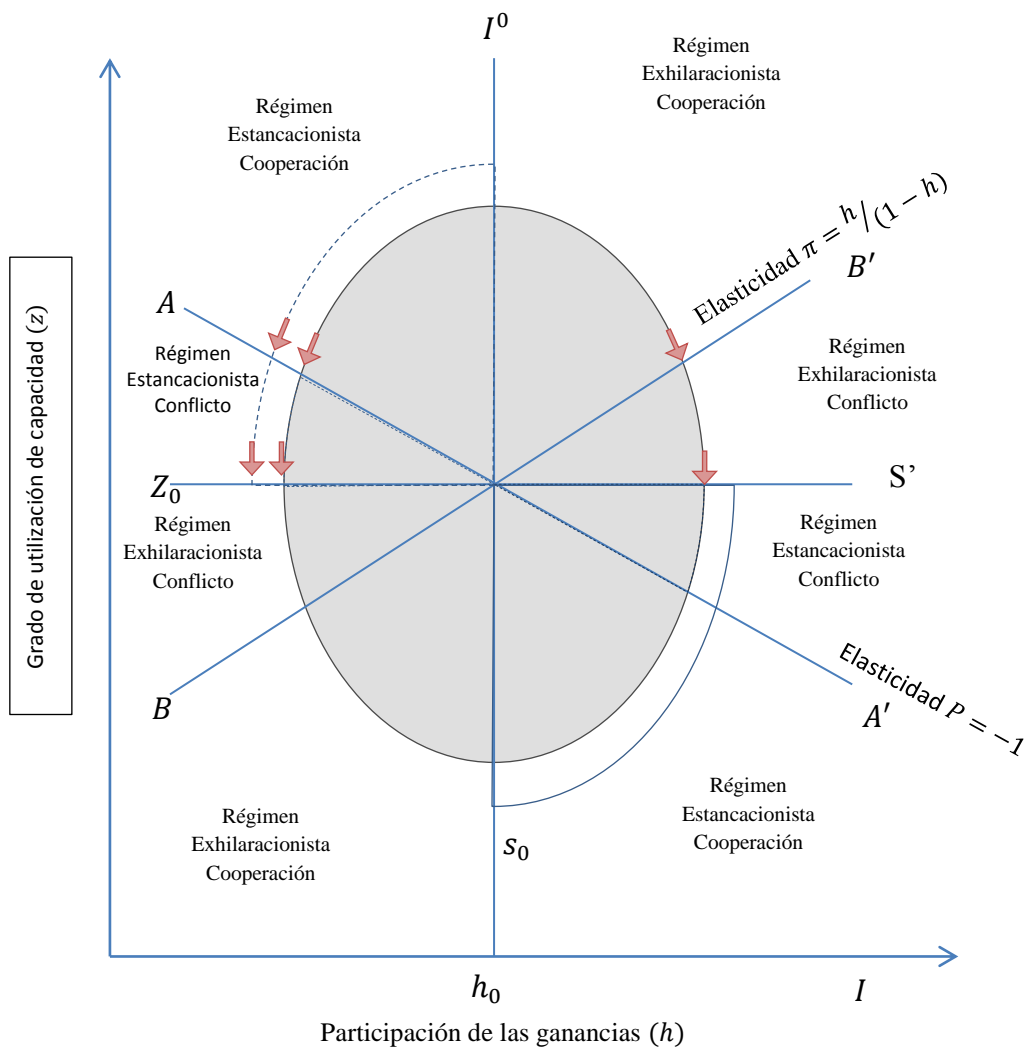 I⁰
Régimen
Exhilaracionista
Cooperación
Régimen
Estancacionista
Cooperación
Elasticidad π = h/(1 − h)
B′
A
Régimen
Estancacionista
Conflicto
Régimen
Exhilaracionista
Conflicto
Grado de utilización de capacidad (z)
Z₀
S’
Régimen
Exhilaracionista
Conflicto
Régimen
Estancacionista
Conflicto
Elasticidad P = −1
B
A′
Régimen
Exhilaracionista
Cooperación
s₀
Régimen
Estancacionista
Cooperación
h₀
I
Participación de las ganancias (h)